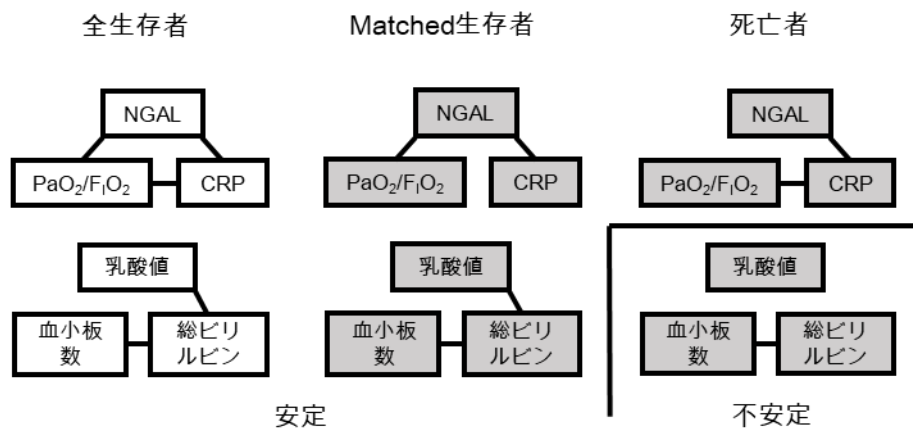 全生存者
Matched生存者
死亡者
NGAL
PaO₂/FᵢO₂
CRP
NGAL
PaO₂/FᵢO₂
CRP
NGAL
PaO₂/FᵢO₂
CRP
乳酸値
血小板
数
総ビリ
ルビン
乳酸値
血小板
数
総ビリ
ルビン
乳酸値
血小板
数
総ビリ
ルビン
安定
不安定